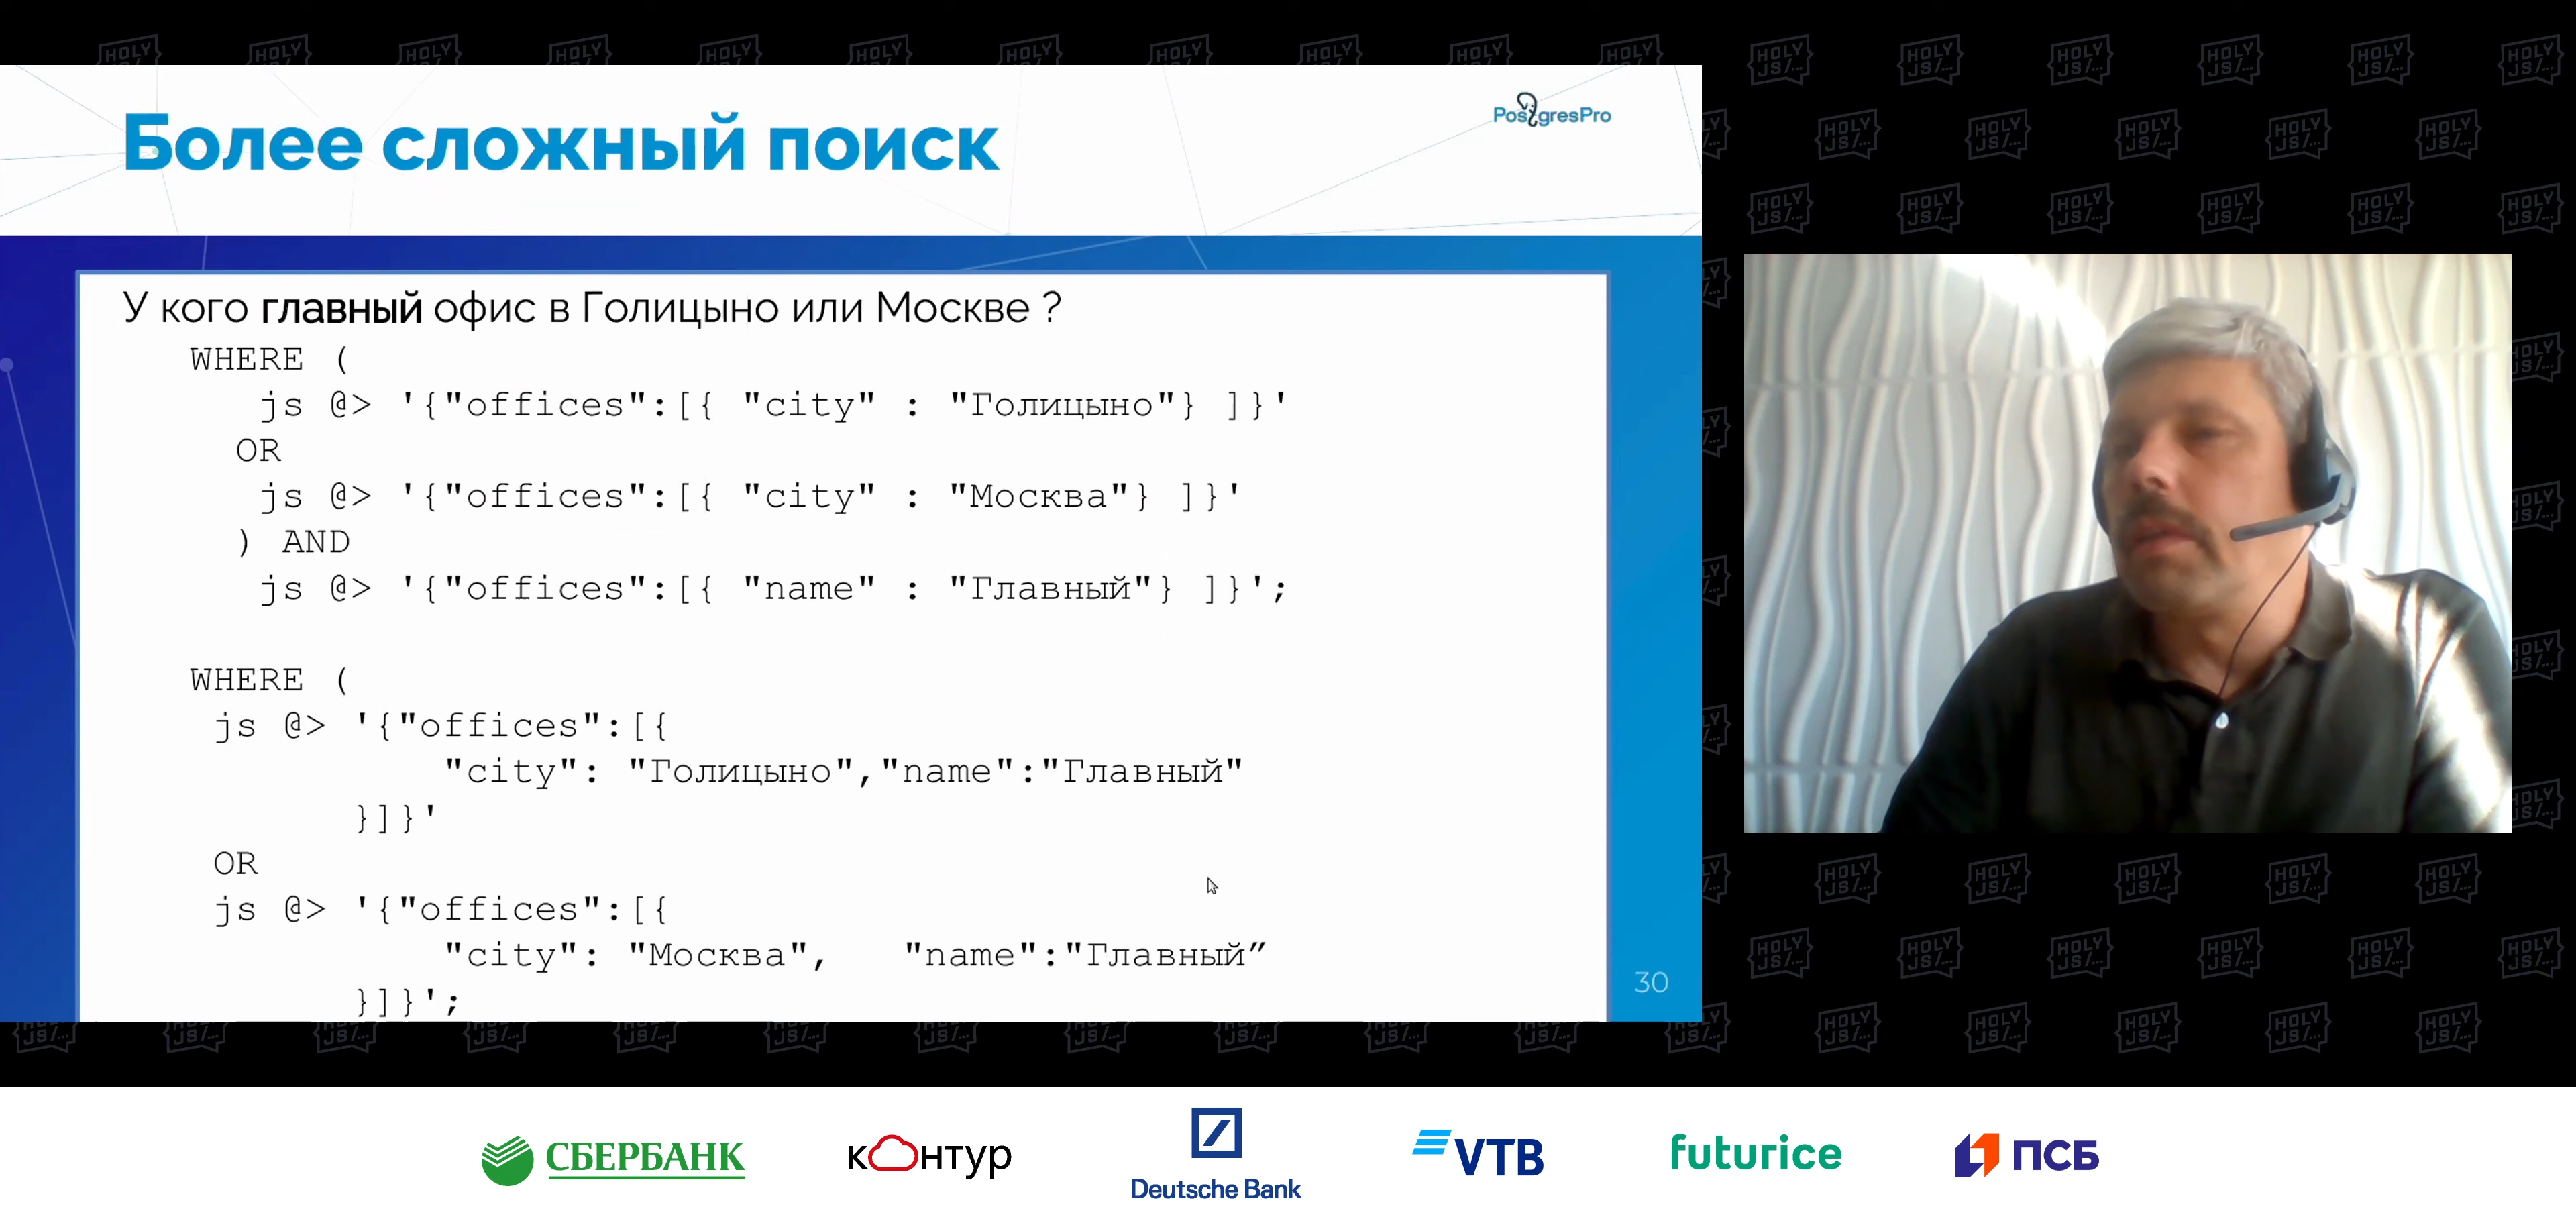 Более сложный поиск
PostgresPro
У кого главный офис в Голицыно или Москве ?
WHERE (
js @> '{"offices":[{ "city" : "Голицыно"} ]}'
OR
js @> '{"offices":[{ "city" : "Москва"} ]}'
) AND
js @> '{"offices":[{ "name" : "Главный"} ]}';
WHERE (
js @> '{"offices":[{
"city": "Голицыно","name":"Главный"
}]}'
OR
js @> '{"offices":[{
"city": "Москва", "name":"Главный”
}]}';
30
HOLY
JS/...
СБЕРБАНК
контур
Deutsche Bank
VTB
futurice
ПСБ